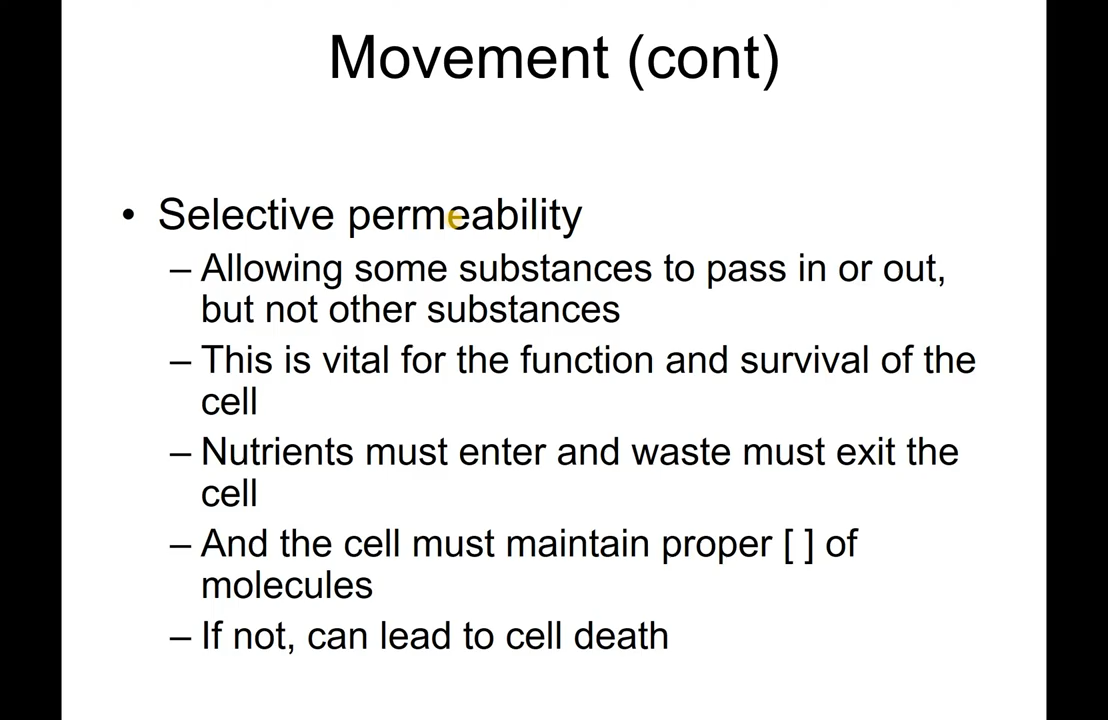 Movement (cont)
• Selective permeability
– Allowing some substances to pass in or out,
but not other substances
– This is vital for the function and survival of the
cell
– Nutrients must enter and waste must exit the
cell
– And the cell must maintain proper [ ] of
molecules
– If not, can lead to cell death